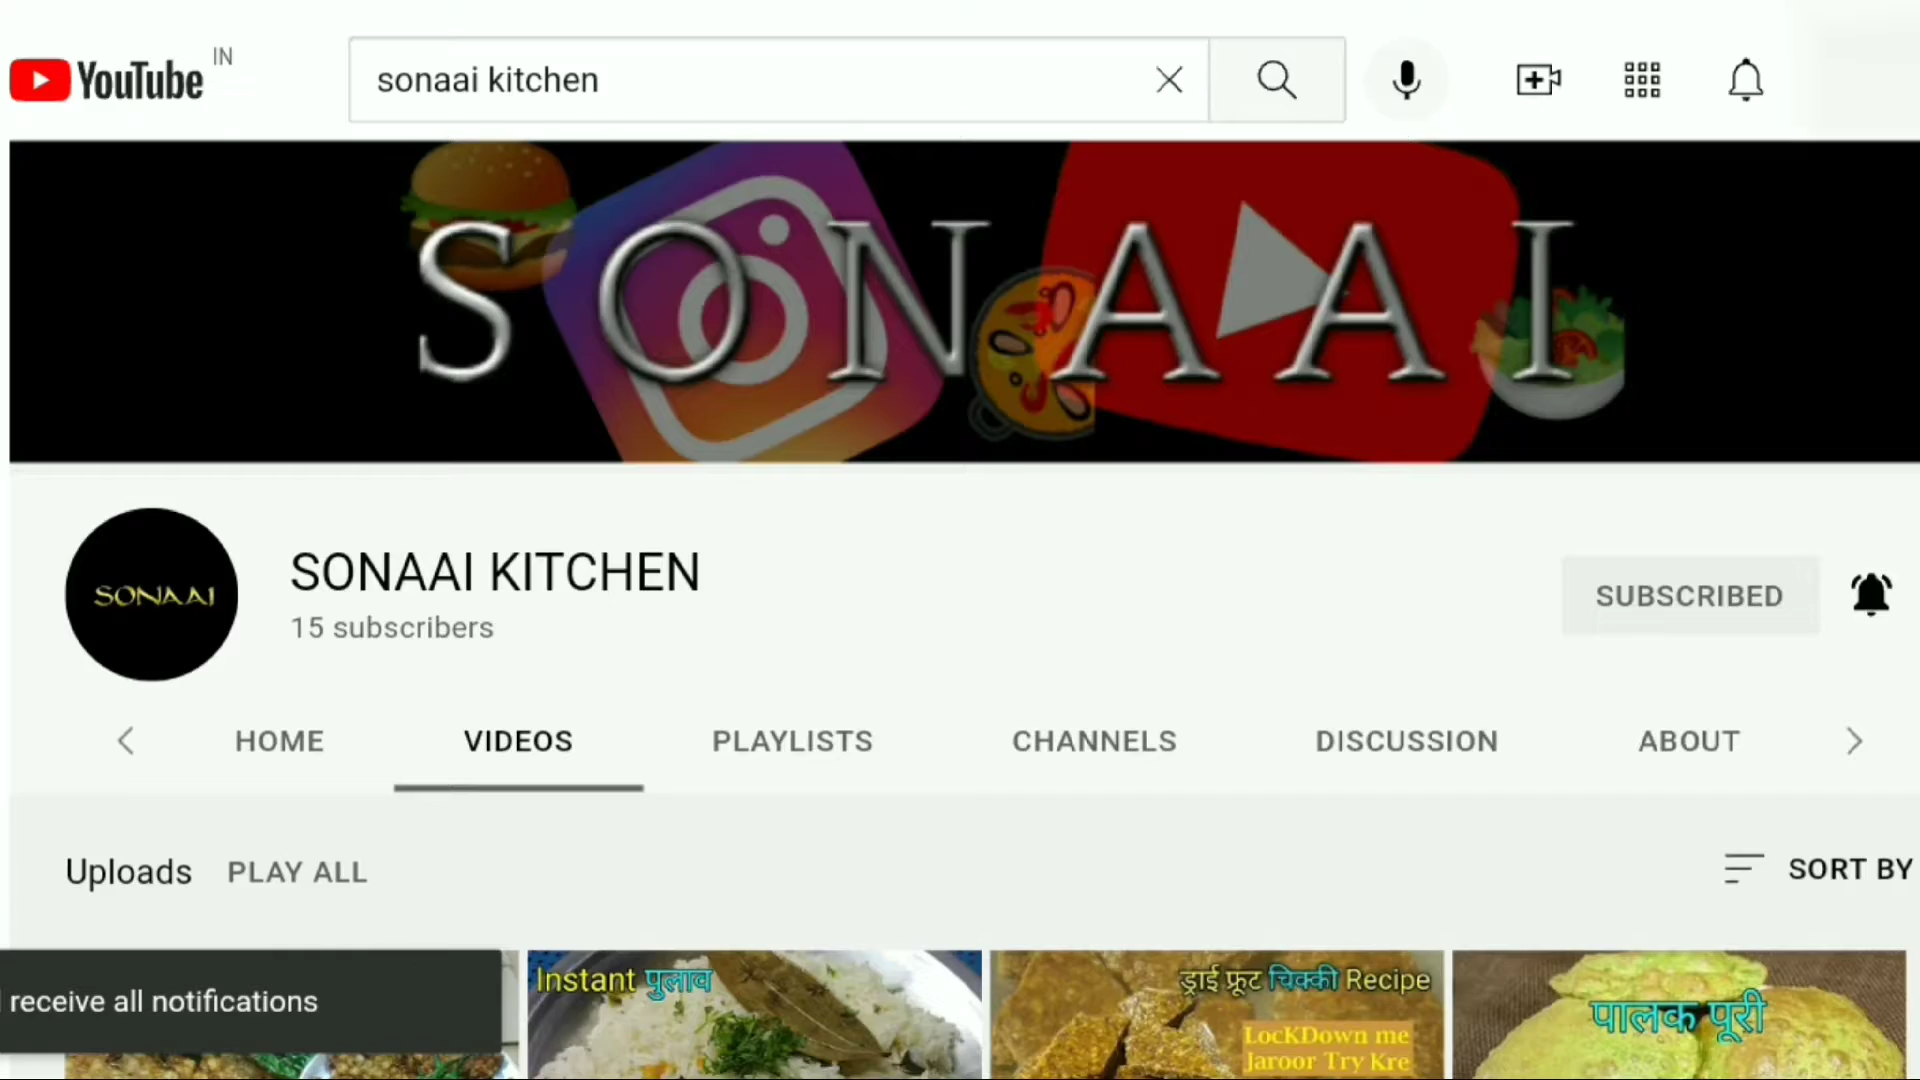 YouTube IN
sonaai kitchen
SONAAI
SONAAI
SONAAI KITCHEN
15 subscribers
SUBSCRIBED
HOME VIDEOS PLAYLISTS CHANNELS DISCUSSION ABOUT
Uploads PLAY ALL SORT BY
receive all notifications
Instant पुलाव
ड्राई फ्रूट चिक्की Recipe
LocKDown me
Jaroor Try Kre
पालक पूरी